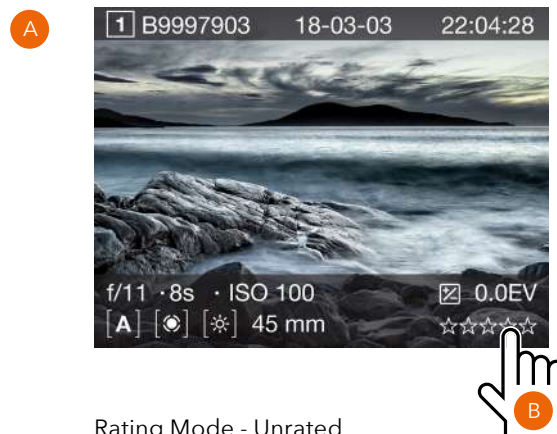 A
1 B9997903 18-03-03 22:04:28
f/11 · 8s · ISO 100 0.0EV
[A] 45 mm ☆☆☆☆☆
B
Rating Mode - Unrated